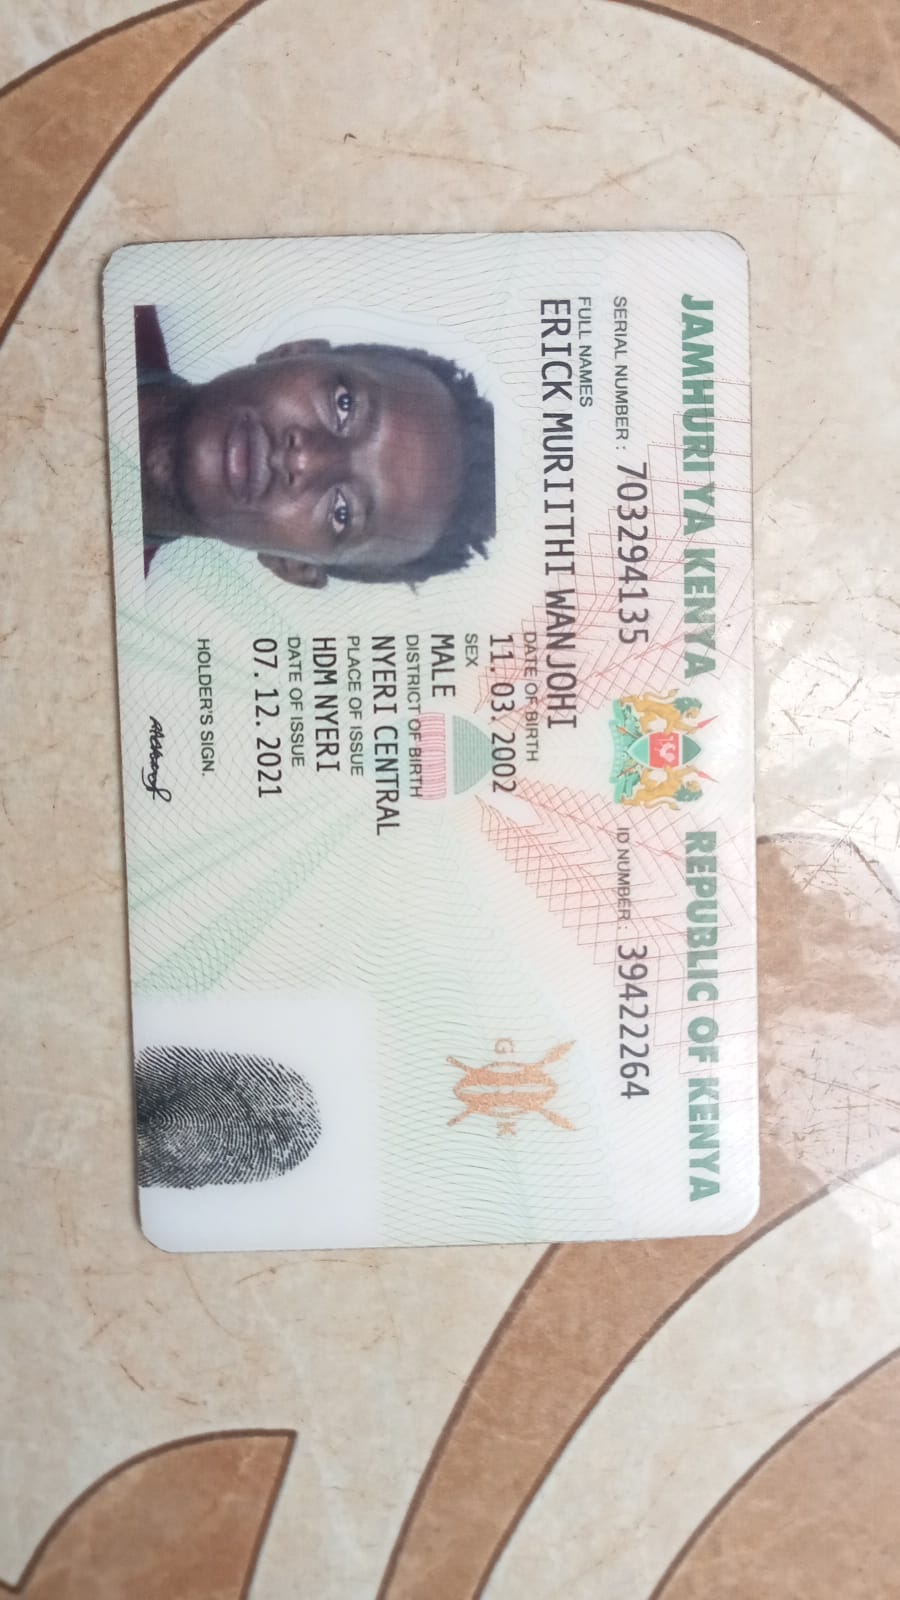 JAMHURI YA KENYA REPUBLIC OF KENYA
SERIAL NUMBER : 703294135 ID NUMBER : 39422264
FULL NAMES
ERICK MURIITHI WANJOHI
DATE OF BIRTH
11.03.2002
SEX
MALE
DISTRICT OF BIRTH
NYERI CENTRAL
PLACE OF ISSUE
HDM NYERI
DATE OF ISSUE
07.12.2021
HOLDER'S SIGN.
G K